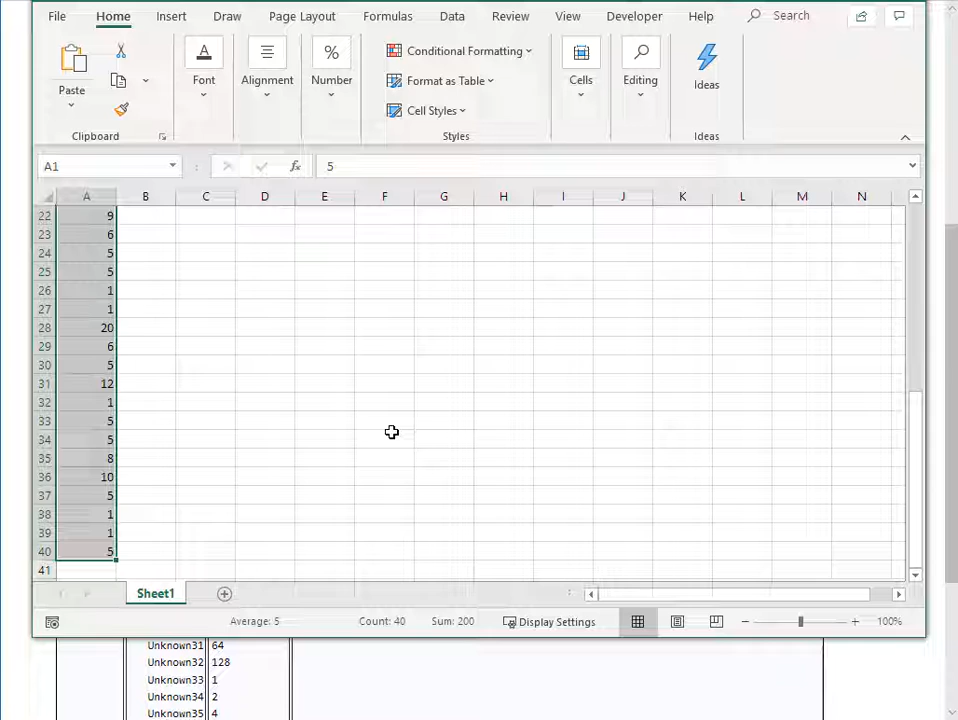 File Home Insert Draw Page Layout Formulas Data Review View Developer Help Search
Paste Font Alignment Number Conditional Formatting Format as Table Cell Styles Cells Editing Ideas
Clipboard Styles Ideas
A1 fx 5
A B C D E F G H I J K L M N
22 9
23 6
24 5
25 5
26 1
27 1
28 20
29 6
30 5
31 12
32 1
33 5
34 5
35 8
36 10
37 5
38 1
39 1
40 5
41
Sheet1
Average: 5 Count: 40 Sum: 200 Display Settings 100%
Unknown31 64
Unknown32 128
Unknown33 1
Unknown34 2
Unknown35 4